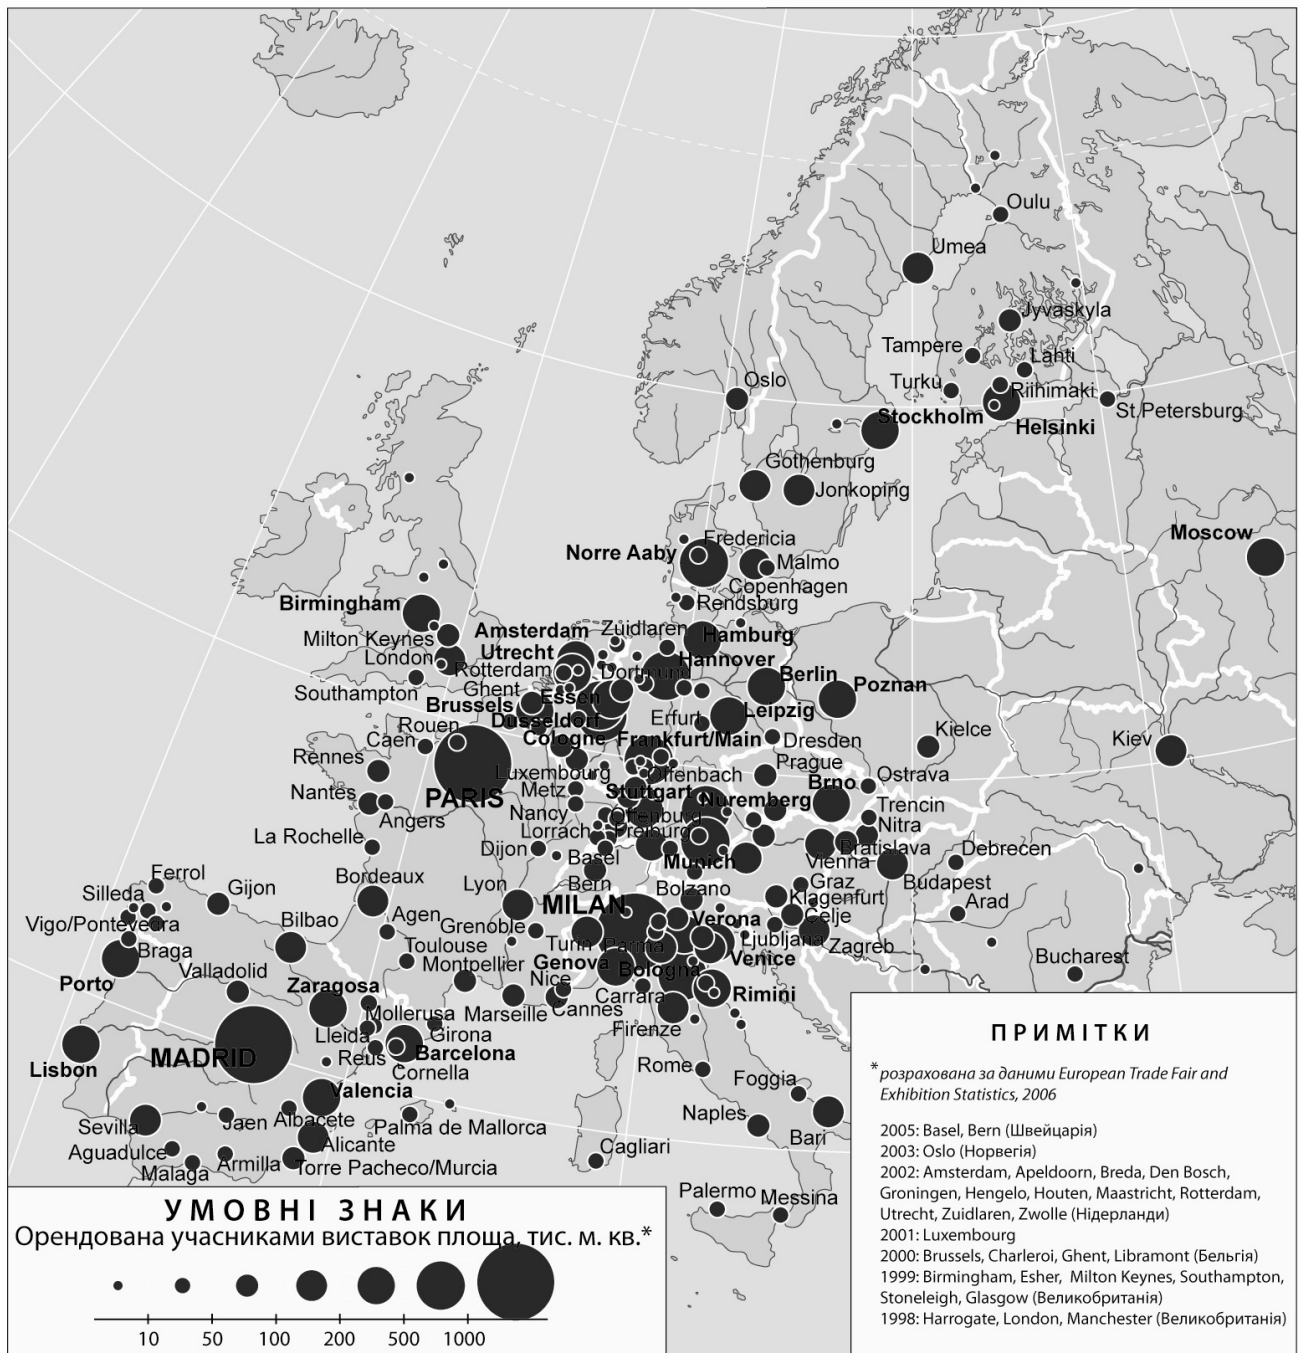 Oulu
Umea
Jyvaskyla
Tampere
Lahti
Oslo
Turku
Riihimaki
St.Petersburg
Stockholm
Helsinki
Gothenburg
Jonkoping
Moscow
Fredericia
Norre Aaby
Malmo
Copenhagen
Rendsburg
Birmingham
Amsterdam
Zuidlaren
Hamburg
Milton Keynes
Utrecht
London
Rotterdam
Hannover
Dortmund
Berlin
Southampton
Ghent
Essen
Poznan
Brussels
Leipzig
Rouen
Dusseldorf
Erfurt
Kielce
Caen
Cologne
Frankfurt/Main
Dresden
Kiev
Rennes
Luxembourg
Offenbach
Prague
Ostrava
Brno
Nantes
PARIS
Metz
Stuttgart
Nuremberg
Trencin
Angers
Nancy
Offenburg
Nitra
La Rochelle
Lorrach
Freiburg
Dijon
Basel
Munich
Vienna
Bratislava
Debrecen
Ferrol
Bordeaux
Lyon
Bern
Bolzano
Graz
Budapest
Silleda
Gijon
MILAN
Klagenfurt
Arad
Vigo/Pontevedra
Bilbao
Agen
Grenoble
Verona
Celje
Braga
Toulouse
Turin
Parma
Ljubljana
Zagreb
Valladolid
Montpellier
Genova
Bologna
Venice
Bucharest
Porto
Zaragosa
Nice
Carrara
Rimini
Mollerusa
Marseille
Cannes
Lleida
Girona
Firenze
MADRID
Reus
Barcelona
Lisbon
Cornella
Rome
Valencia
Foggia
Sevilla
Jaen
Albacete
Palma de Mallorca
Naples
Bari
Aguadulce
Alicante
Malaga
Armilla
Torre Pacheco/Murcia
Cagliari
Palermo
Messina
УМОВНІ ЗНАКИ
Орендована учасниками виставок площа, тис. м. кв.*
10 50 100 200 500 1000
ПРИМІТКИ
* розрахована за даними European Trade Fair and
Exhibition Statistics, 2006
2005: Basel, Bern (Швейцарія)
2003: Oslo (Норвегія)
2002: Amsterdam, Apeldoorn, Breda, Den Bosch,
Groningen, Hengelo, Houten, Maastricht, Rotterdam,
Utrecht, Zuidlaren, Zwolle (Нідерланди)
2001: Luxembourg
2000: Brussels, Charleroi, Ghent, Libramont (Бельгія)
1999: Birmingham, Esher, Milton Keynes, Southampton,
Stoneleigh, Glasgow (Великобританія)
1998: Harrogate, London, Manchester (Великобританія)